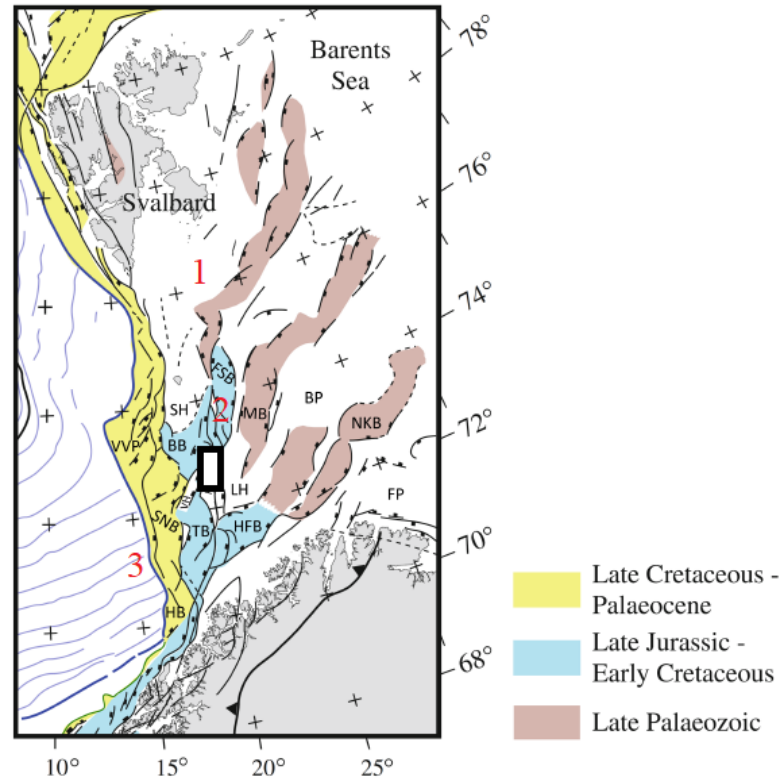 Barents
Sea
78°
76°
Svalbard
1
74°
FSB
SH
2
MB
BP
NKB
72°
VVP
BB
LH
FP
SNB
TB
HFB
70°
3
HB
68°
10°
15°
20°
25°
Late Cretaceous -
Palaeocene
Late Jurassic -
Early Cretaceous
Late Palaeozoic